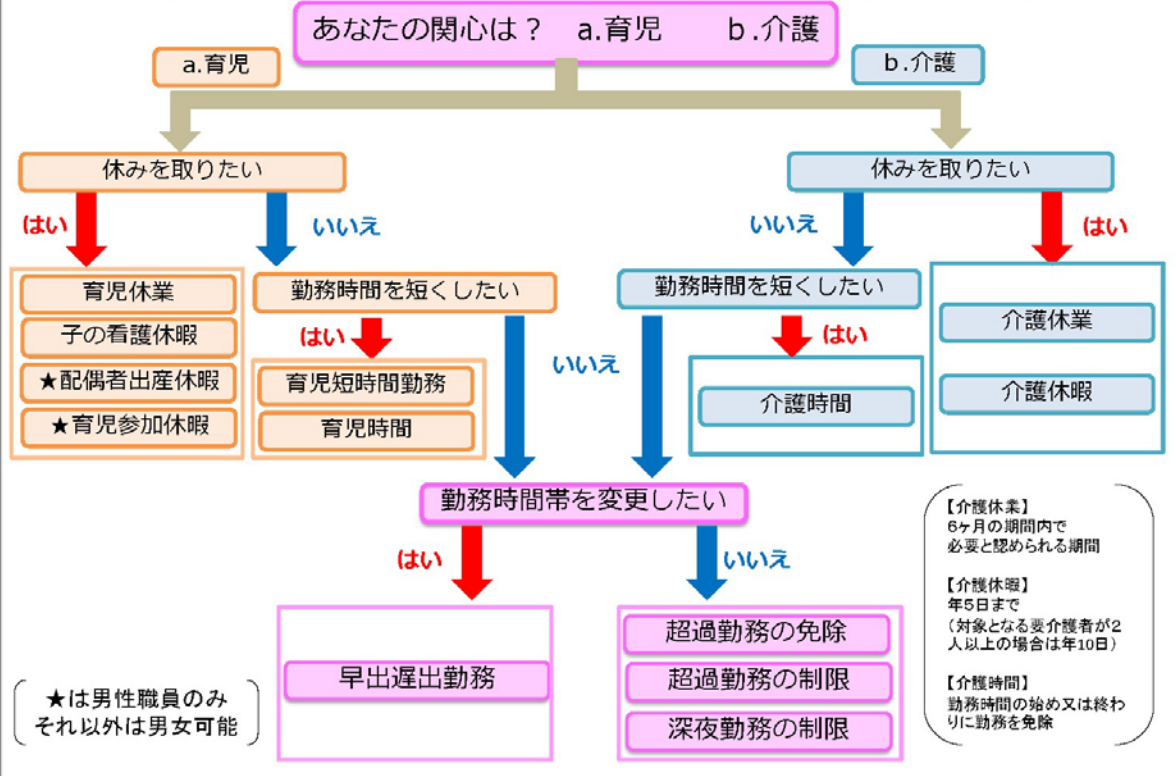 あなたの関心は？　a.育児　　b.介護
a.育児
b.介護
休みを取りたい
休みを取りたい
はい
いいえ
いいえ
はい
育児休業
子の看護休暇
★配偶者出産休暇
★育児参加休暇
勤務時間を短くしたい
勤務時間を短くしたい
はい
いいえ
はい
育児短時間勤務
育児時間
介護時間
介護休業
介護休暇
勤務時間帯を変更したい
はい
いいえ
早出遅出勤務
超過勤務の免除
超過勤務の制限
深夜勤務の制限
★は男性職員のみ
それ以外は男女可能
【介護休業】
6ヶ月の期間内で
必要と認められる期間
【介護休暇】
年5日まで
（対象となる要介護者が2
人以上の場合は年10日）
【介護時間】
勤務時間の始め又は終わ
りに勤務を免除